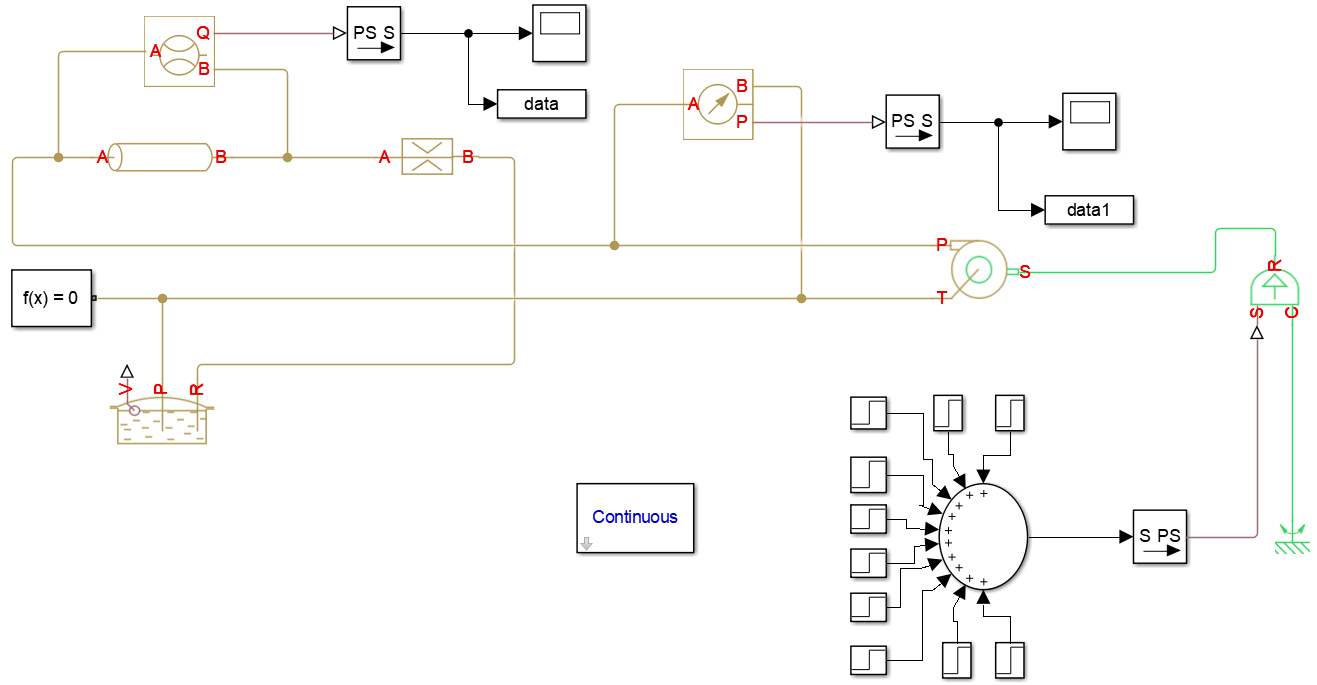 Q
A
B
PS S
data
A
B
A
B
A
B
P
PS S
data1
P
S
T
f(x) = 0
R
S
C
V
P
R
Continuous
+
+
+
+
+
+
+
+
+
+
S PS